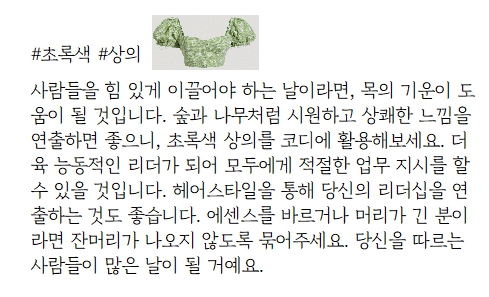 #초록색 #상의
사람들을 힘 있게 이끌어야 하는 날이라면, 목의 기운이 도
움이 될 것입니다. 숲과 나무처럼 시원하고 상쾌한 느낌을
연출하면 좋으니, 초록색 상의를 코디에 활용해보세요. 더
육 능동적인 리더가 되어 모두에게 적절한 업무 지시를 할
수 있을 것입니다. 헤어스타일을 통해 당신의 리더십을 연
출하는 것도 좋습니다. 에센스를 바르거나 머리가 긴 분이
라면 잔머리가 나오지 않도록 묶어주세요. 당신을 따르는
사람들이 많은 날이 될 거예요.